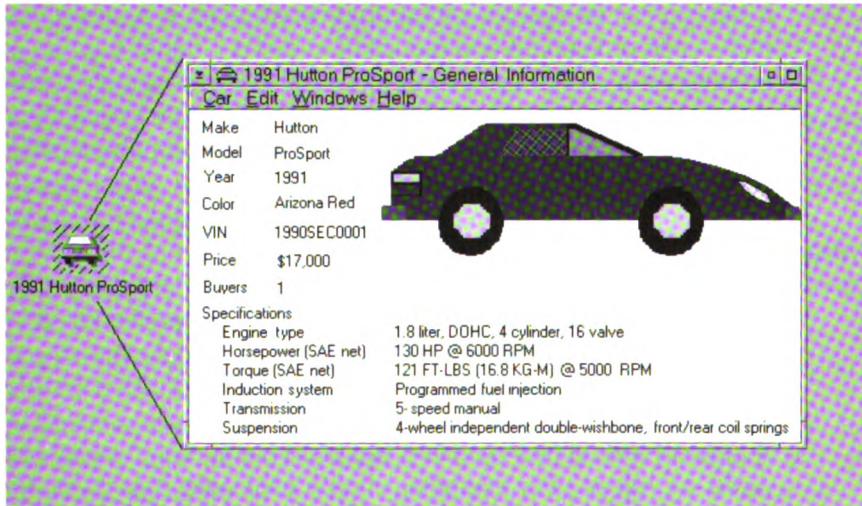 1991 Hutton ProSport - General Information
Car Edit Windows Help
Make Hutton
Model ProSport
Year 1991
Color Arizona Red
VIN 1990SEC0001
Price $17,000
Buyers 1
Specifications
Engine type 1.8 liter, DOHC, 4 cylinder, 16 valve
Horsepower (SAE net) 130 HP @ 6000 RPM
Torque (SAE net) 121 FT-LBS (16.8 KG-M) @ 5000 RPM
Induction system Programmed fuel injection
Transmission 5- speed manual
Suspension 4-wheel independent double-wishbone, front/rear coil springs
1991 Hutton ProSport